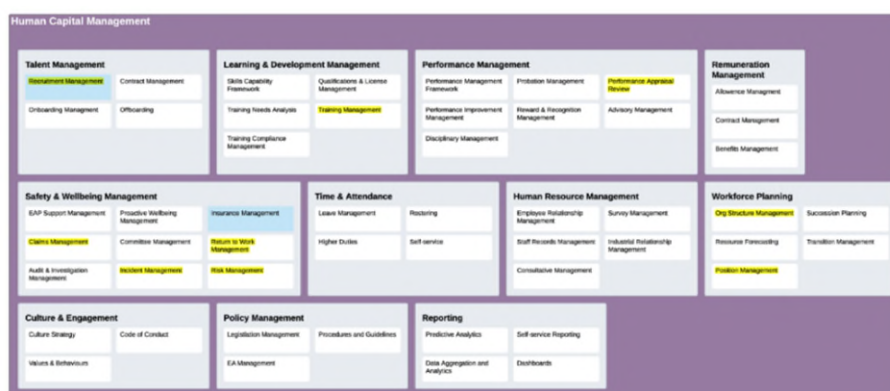 Human Capital Management
Talent Management
Recruitment Management
Contract Management
Onboarding Managment
Offboarding
Learning & Development Management
Skills Capability
Framework
Qualifications & License
Management
Training Needs Analysis
Training Management
Training Compliance
Management
Performance Management
Performance Management
Framework
Probation Management
Performance Appraisal
Review
Performance Improvement
Management
Reward & Recognition
Management
Advisory Management
Disciplinary Management
Remuneration
Management
Allowance Managment
Contract Management
Benefits Management
Safety & Wellbeing Management
EAP Support Management
Proactive Wellbeing
Management
Insurance Management
Claims Management
Committee Management
Return to Work
Management
Audit & Investigation
Management
Incident Management
Risk Management
Time & Attendance
Leave Management
Rostering
Higher Duties
Self-service
Human Resource Management
Employee Relationship
Management
Survey Management
Staff Records Management
Industrial Relationship
Management
Consultative Management
Workforce Planning
Org Structure Management
Succession Planning
Resource Forecasting
Transition Management
Position Management
Culture & Engagement
Culture Strategy
Code of Conduct
Values & Behaviours
Policy Management
Legislation Management
Procedures and Guidelines
EA Management
Reporting
Predictive Analytics
Self-service Reporting
Data Aggregation and
Analytics
Dashboards